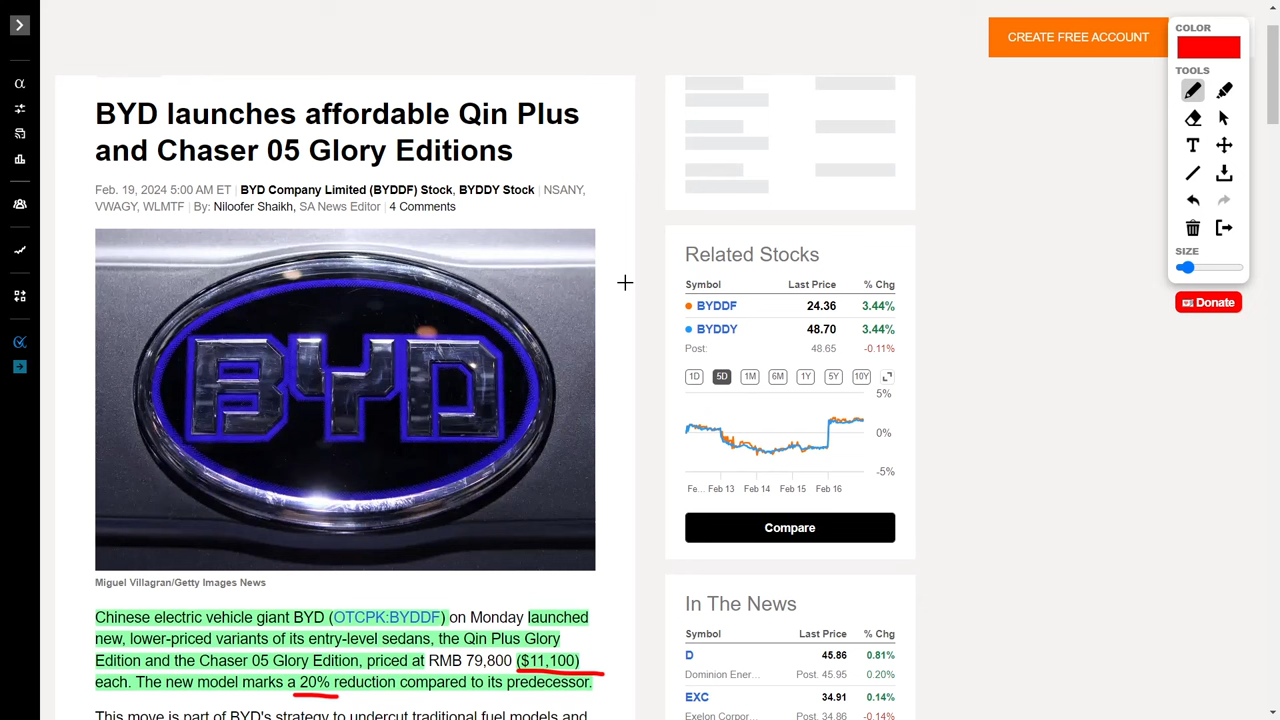 CREATE FREE ACCOUNT
COLOR
TOOLS
SIZE
Donate
BYD launches affordable Qin Plus
and Chaser 05 Glory Editions
Feb. 19, 2024 5:00 AM ET | BYD Company Limited (BYDDF) Stock, BYDDY Stock | NSANY,
VWAGY, WLMTF | By: Niloofer Shaikh, SA News Editor | 4 Comments
BYD
Miguel Villagran/Getty Images News
Chinese electric vehicle giant BYD (OTCPK:BYDDF) on Monday launched
new, lower-priced variants of its entry-level sedans, the Qin Plus Glory
Edition and the Chaser 05 Glory Edition, priced at RMB 79,800 ($11,100)
each. The new model marks a 20% reduction compared to its predecessor.
This move is part of BYD's strategy to undercut traditional fuel models and
Related Stocks
Symbol Last Price % Chg
BYDDF 24.36 3.44%
BYDDY 48.70 3.44%
Post: 48.65 -0.11%
1D 5D 1M 6M 1Y 5Y 10Y
5%
0%
-5%
Fe... Feb 13 Feb 14 Feb 15 Feb 16
Compare
In The News
Symbol Last Price % Chg
D 45.86 0.81%
Dominion Ener... Post. 45.95 0.20%
EXC 34.91 0.14%
Exelon Corpor... Post. 34.86 -0.14%